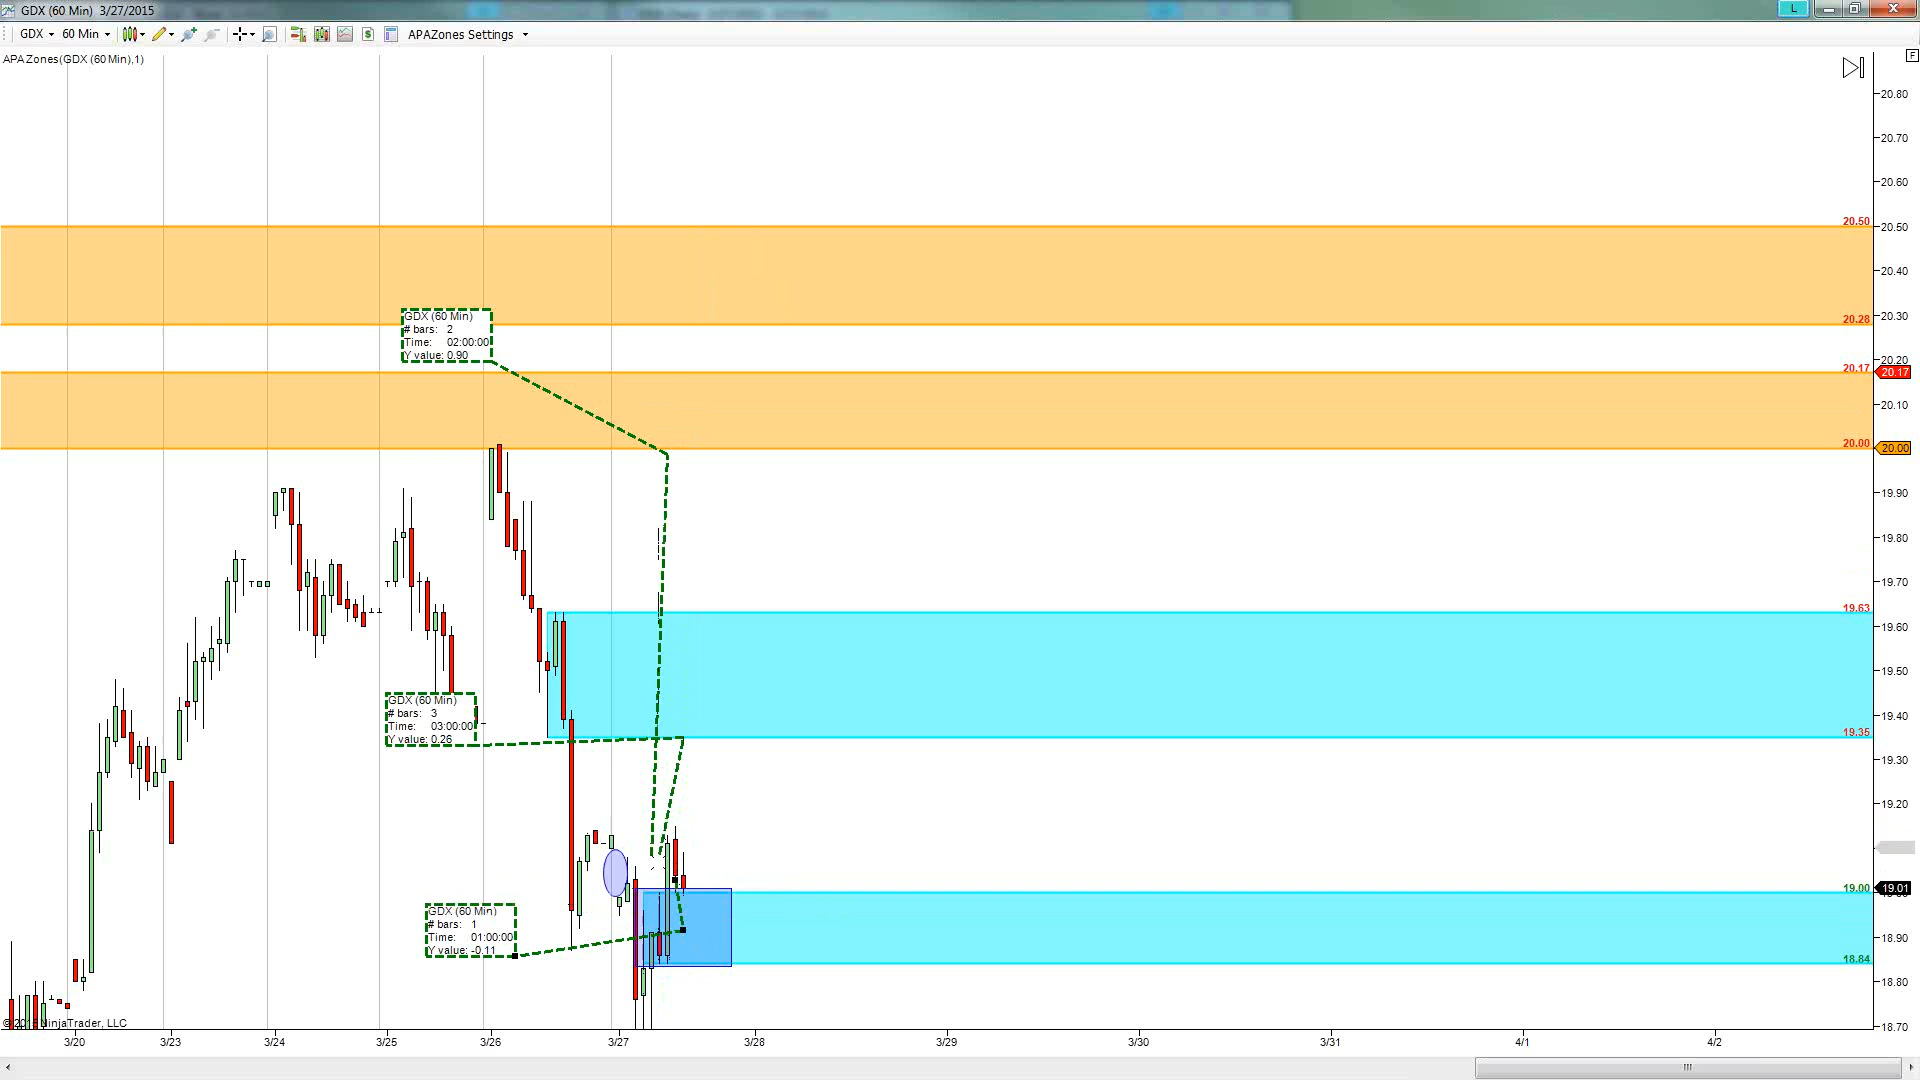 GDX (60 Min) 3/27/2015
L
GDX 60 Min APAZones Settings
APAZones(GDX (60 Min),1)
F
20.80
20.70
20.60
20.50
20.50
20.40
20.28
20.30
20.20
20.17
20.17
20.10
20.00
20.00
19.90
19.80
19.70
19.63
19.60
19.50
19.40
19.35
19.30
19.20
19.00
19.01
18.90
18.84
18.80
18.70
GDX (60 Min)
# bars: 2
Time: 02:00:00
Y value: 0.90
GDX (60 Min)
# bars: 3
Time: 03:00:00
Y value: 0.26
GDX (60 Min)
# bars: 1
Time: 01:00:00
Y value: -0.11
NinjaTrader, LLC
3/20 3/23 3/24 3/25 3/26 3/27 3/28 3/29 3/30 3/31 4/1 4/2